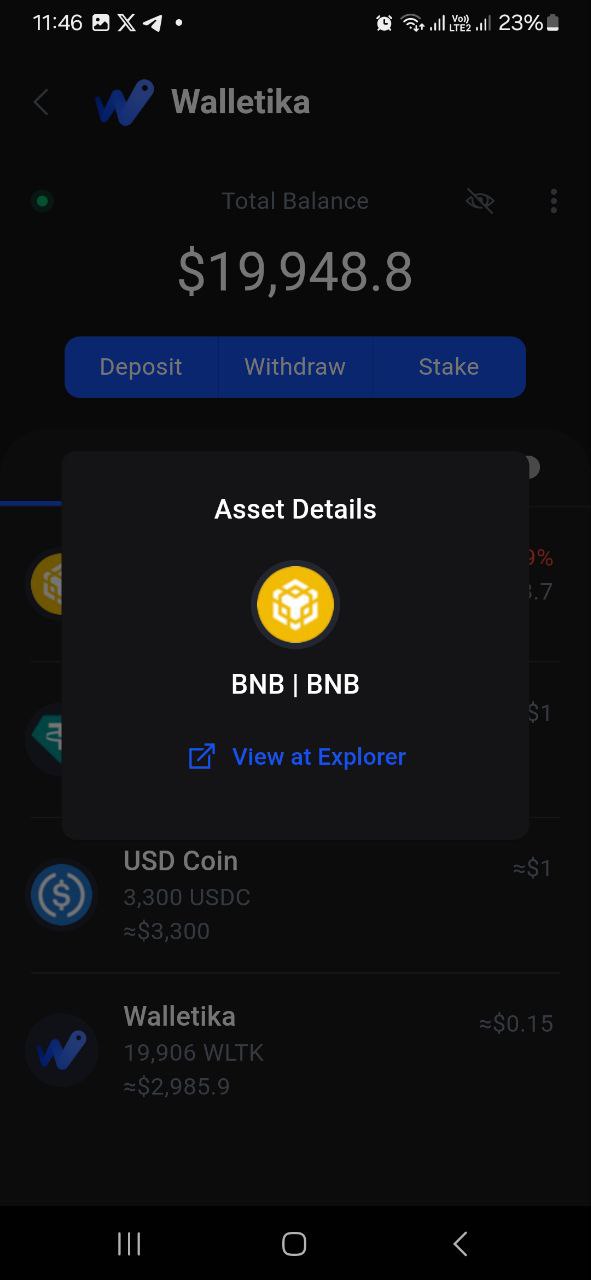 11:46 Vo)) LTE2 23%
Walletika
Total Balance
$19,948.8
Deposit Withdraw Stake
Asset Details
9%
.7
BNB | BNB
$1
View at Explorer
USD Coin
≈$1
3,300 USDC
≈$3,300
Walletika
≈$0.15
19,906 WLTK
≈$2,985.9